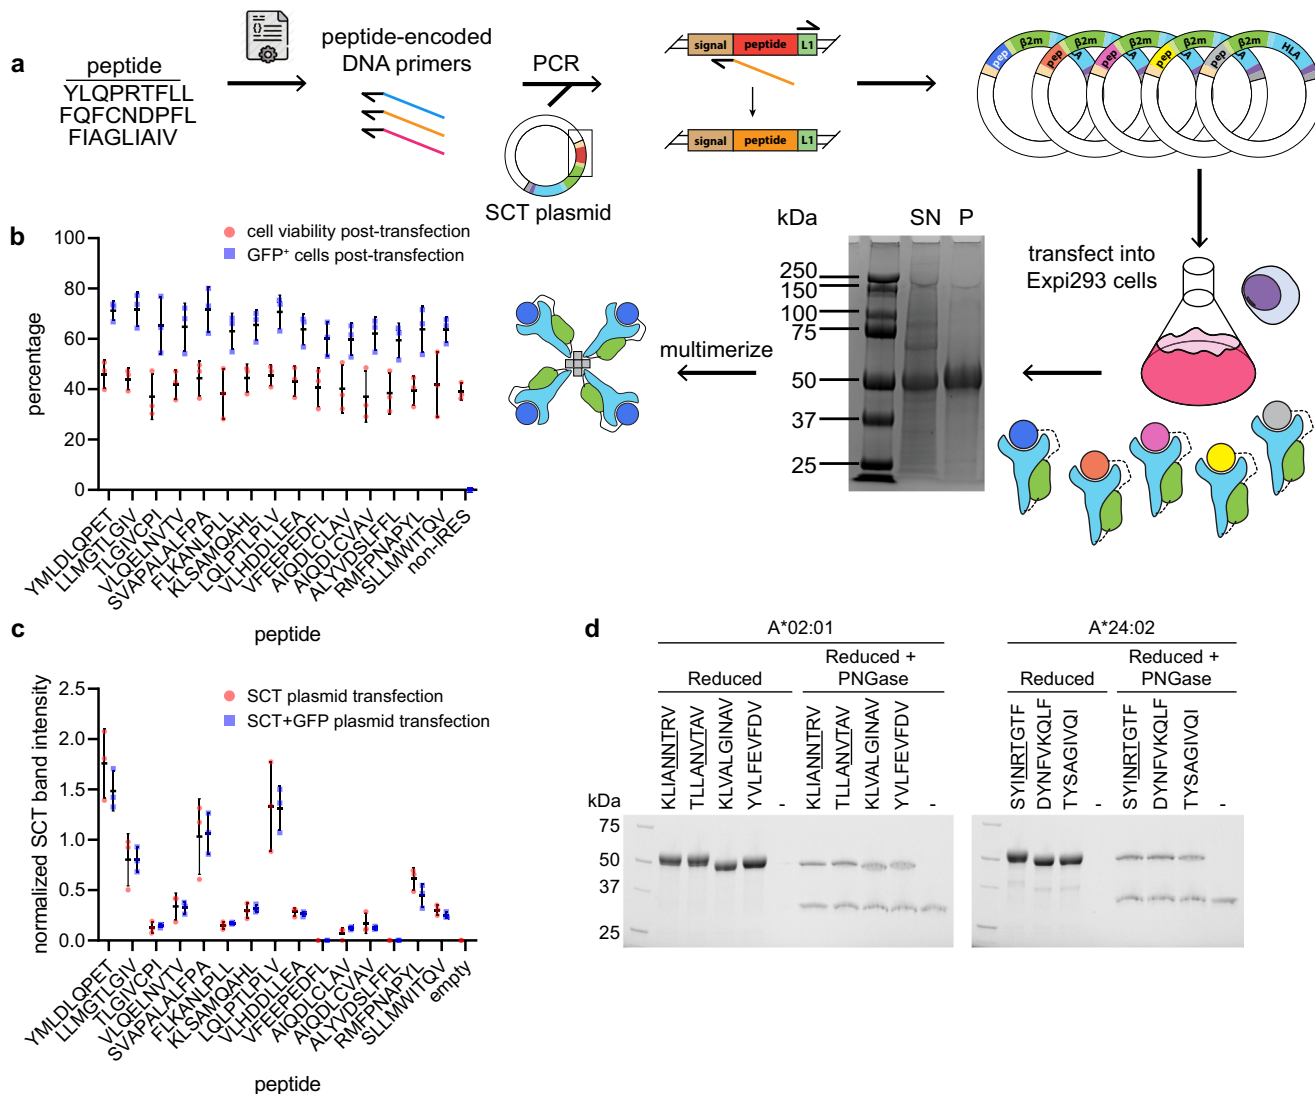 a
peptide
YLQPRTFLL
FQFCNDPFL
FIAGLIAIV
peptide-encoded
DNA primers
PCR
SCT plasmid
signal peptide L1
signal peptide L1
pep β2m
pep β2m
pep β2m
pep β2m
pep β2m HLA
transfect into
Expi293 cells
kDa SN P
250
150
100
75
50
37
25
multimerize
b
cell viability post-transfection
GFP+ cells post-transfection
percentage
100
80
60
40
20
0
YMLDLQPET
LLMGTLGIV
TLGIVCPI
VLQELNVTV
SVAPALALFPA
FLKANLPLL
KLSAMQAHL
LQLPTLPLV
VLHDDLLEA
VFEEPEDFL
AIQDLCLAV
AIQDLCVAV
ALYVDSLFFL
RMFPNAPYL
SLLMWITQV
non-IRES
peptide
c
SCT plasmid transfection
SCT+GFP plasmid transfection
normalized SCT band intensity
2.5
2.0
1.5
1.0
0.5
0.0
YMLDLQPET
LLMGTLGIV
TLGIVCPI
VLQELNVTV
SVAPALALFPA
FLKANLPLL
KLSAMQAHL
LQLPTLPLV
VLHDDLLEA
VFEEPEDFL
AIQDLCLAV
AIQDLCVAV
ALYVDSLFFL
RMFPNAPYL
SLLMWITQV
empty
peptide
d
A*02:01
Reduced
Reduced +
PNGase
KLIANNTRV
TLLANVTAV
KLVALGINAV
YVLFEVFDV
-
KLIANNTRV
TLLANVTAV
KLVALGINAV
YVLFEVFDV
-
kDa
75
50
37
25
A*24:02
Reduced
Reduced +
PNGase
SYINRTGTF
DYNFVKQLF
TYSAGIVQI
-
SYINRTGTF
DYNFVKQLF
TYSAGIVQI
-